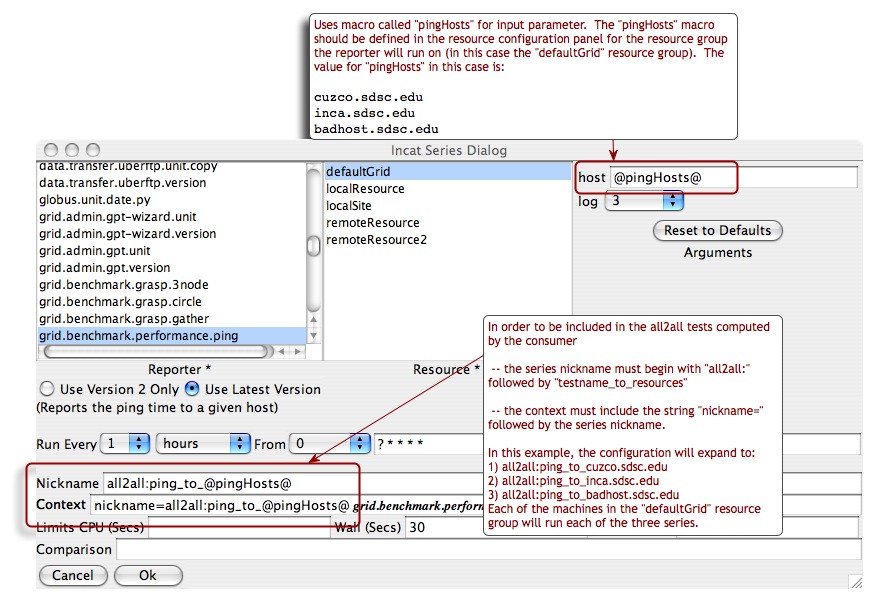 Uses macro called "pingHosts" for input parameter. The "pingHosts" macro
should be defined in the resource configuration panel for the resource group
the reporter will run on (in this case the "defaultGrid" resource group). The
value for "pingHosts" in this case is:
cuzco.sdsc.edu
inca.sdsc.edu
badhost.sdsc.edu
Incat Series Dialog
data.transfer.uberftp.unit.copy
data.transfer.uberftp.version
globus.unit.date.py
grid.admin.gpt-wizard.unit
grid.admin.gpt-wizard.version
grid.admin.gpt.unit
grid.admin.gpt.version
grid.benchmark.grasp.3node
grid.benchmark.grasp.circle
grid.benchmark.grasp.gather
grid.benchmark.performance.ping
Reporter *
defaultGrid
localResource
localSite
remoteResource
remoteResource2
Resource *
host @pingHosts@
log 3
Reset to Defaults
Arguments
Use Version 2 Only Use Latest Version
(Reports the ping time to a given host)
Run Every 1 hours From 0 ? * * * *
Nickname all2all:ping_to_@pingHosts@
Context nickname=all2all:ping_to_@pingHosts@ grid.benchmark.perforn
Limits CPU (Secs) Wall (Secs) 30
Comparison
Cancel Ok
In order to be included in the all2all tests computed
by the consumer
-- the series nickname must begin with "all2all:"
followed by "testname_to_resources"
-- the context must include the string "nickname="
followed by the series nickname.
In this example, the configuration will expand to:
1) all2all:ping_to_cuzco.sdsc.edu
2) all2all:ping_to_inca.sdsc.edu
3) all2all:ping_to_badhost.sdsc.edu
Each of the machines in the "defaultGrid" resource
group will run each of the three series.